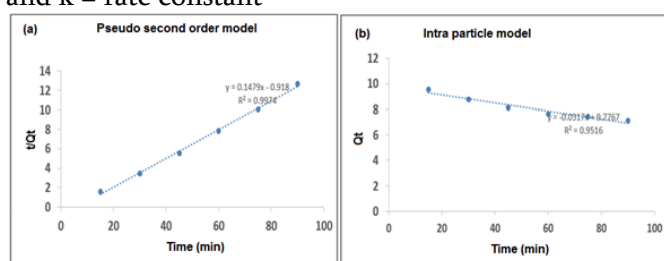 and k = rate constant
(a)
Pseudo second order model
14
12
10
8
6
4
2
0
t/Qt
y = 0.1479x - 0.918
R² = 0.9974
0
20
40
60
80
100
Time (min)
(b)
Intra particle model
12
10
8
6
4
2
0
Qt
R² = 0.9516
0
20
40
60
80
100
Time (min)